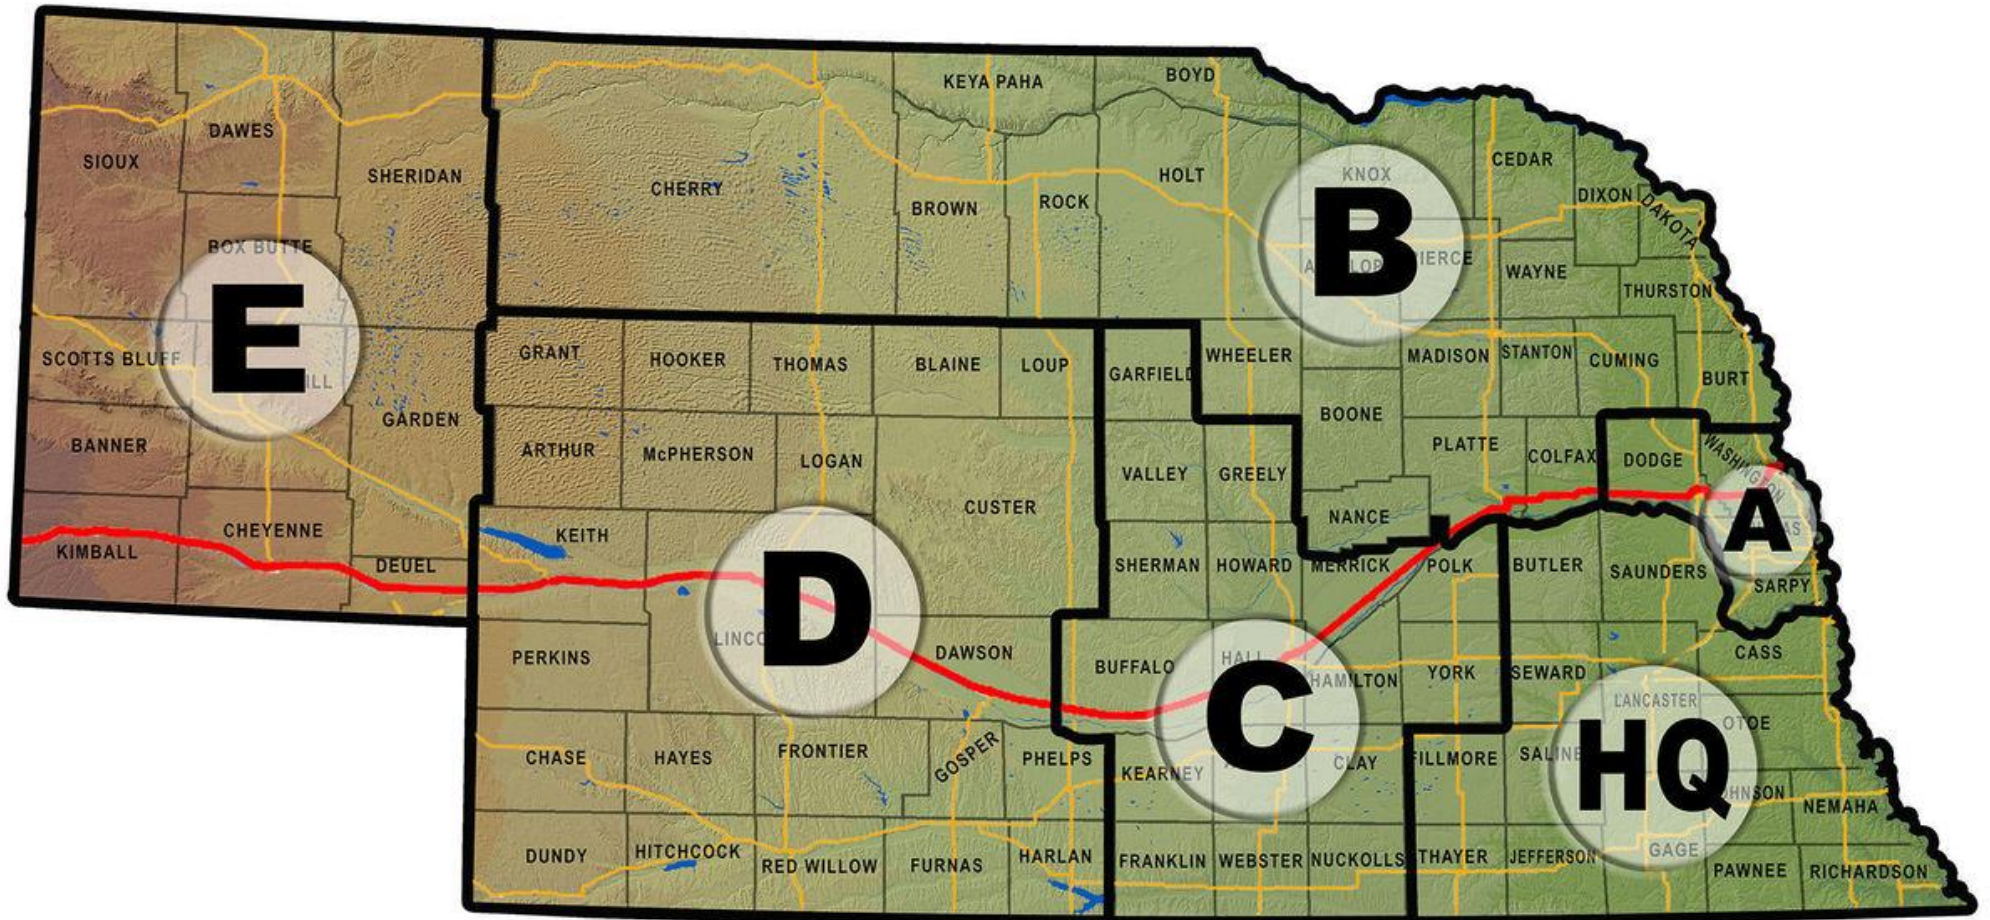 KEYA PAHA
BOYD
DAWES
SIOUX
SHERIDAN
CHERRY
BROWN
ROCK
HOLT
KNOX
CEDAR
DIXON
DAKOTA
B
PIERCE
WAYNE
THURSTON
BOX BUTTE
E
SCOTTS BLUFF
GARDEN
BANNER
GRANT
HOOKER
THOMAS
BLAINE
LOUP
GARFIELD
WHEELER
MADISON
STANTON
CUMING
BURT
BOONE
ARTHUR
McPHERSON
LOGAN
CUSTER
VALLEY
GREELY
PLATTE
COLFAX
DODGE
WASHINGTON
A
NANCE
KIMBALL
CHEYENNE
DEUEL
KEITH
SHERMAN
HOWARD
MERRICK
POLK
BUTLER
SAUNDERS
SARPY
D
PERKINS
DAWSON
BUFFALO
HALL
HAMILTON
YORK
SEWARD
CASS
LANCASTER
OTOE
C
HQ
CHASE
HAYES
FRONTIER
GOSPER
PHELPS
KEARNEY
CLAY
FILLMORE
SALINE
NEMAHA
DUNDY
HITCHCOCK
RED WILLOW
FURNAS
HARLAN
FRANKLIN
WEBSTER
NUCKOLLS
THAYER
JEFFERSON
GAGE
PAWNEE
RICHARDSON